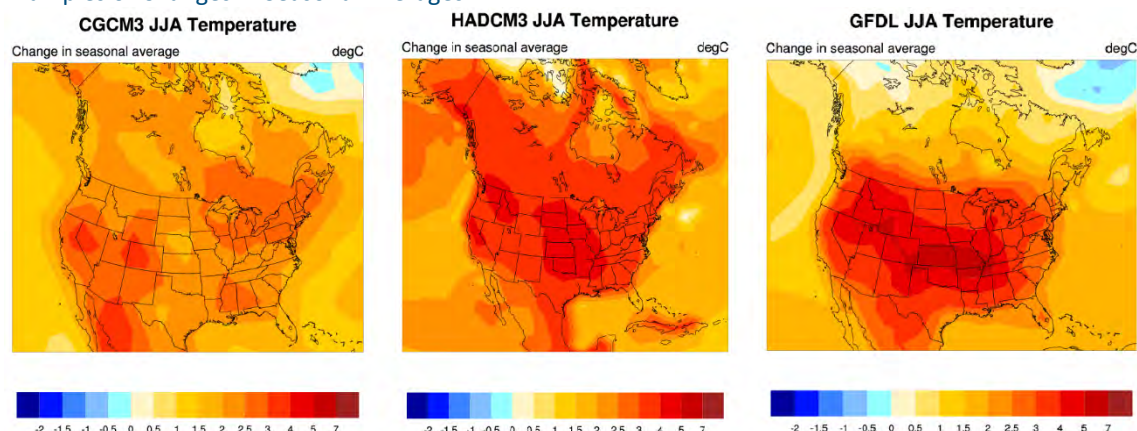 CGCM3 JJA Temperature
Change in seasonal average degC
-2 -1.5 -1 -0.5 0 0.5 1 1.5 2 2.5 3 4 5 7
HADCM3 JJA Temperature
Change in seasonal average degC
-2 -1.5 -1 -0.5 0 0.5 1 1.5 2 2.5 3 4 5 7
GFDL JJA Temperature
Change in seasonal average degC
-2 -1.5 -1 -0.5 0 0.5 1 1.5 2 2.5 3 4 5 7